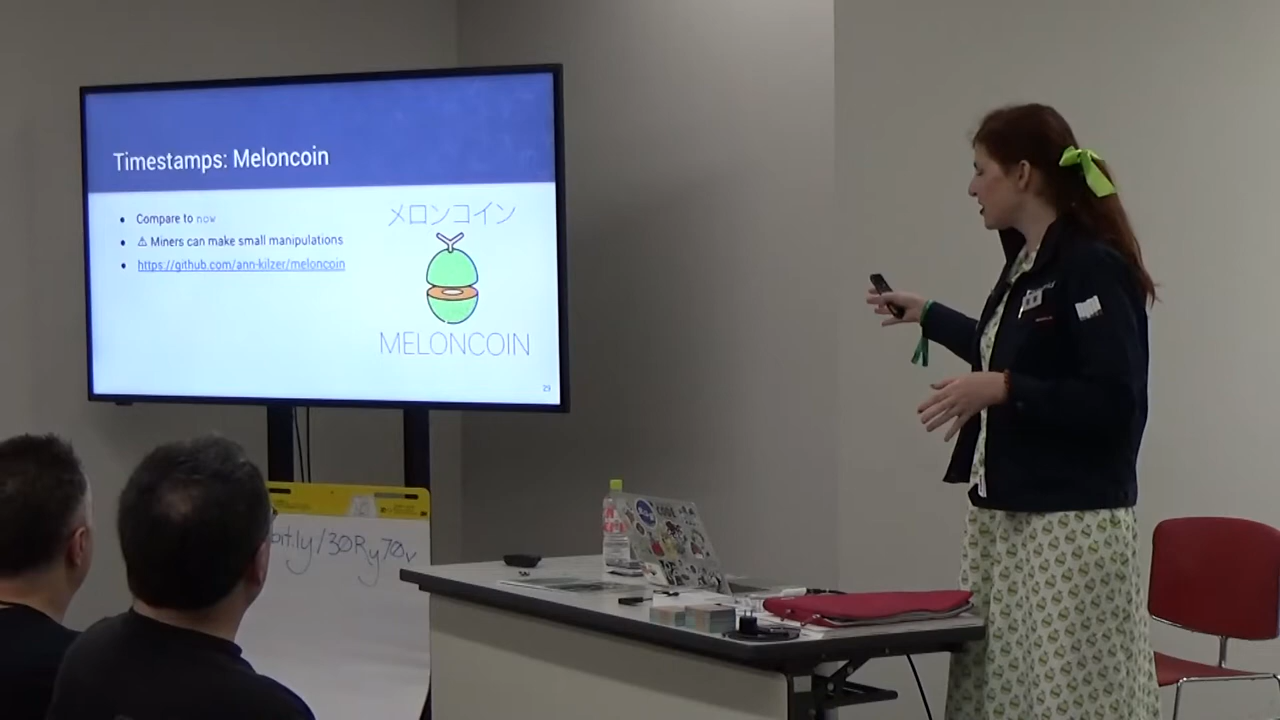 Timestamps: Meloncoin
Compare to now
⚠ Miners can make small manipulations
https://github.com/ann-kilzer/meloncoin
メロンコイン
MELONCOIN
29
bit.ly/30Ry70v
CODE